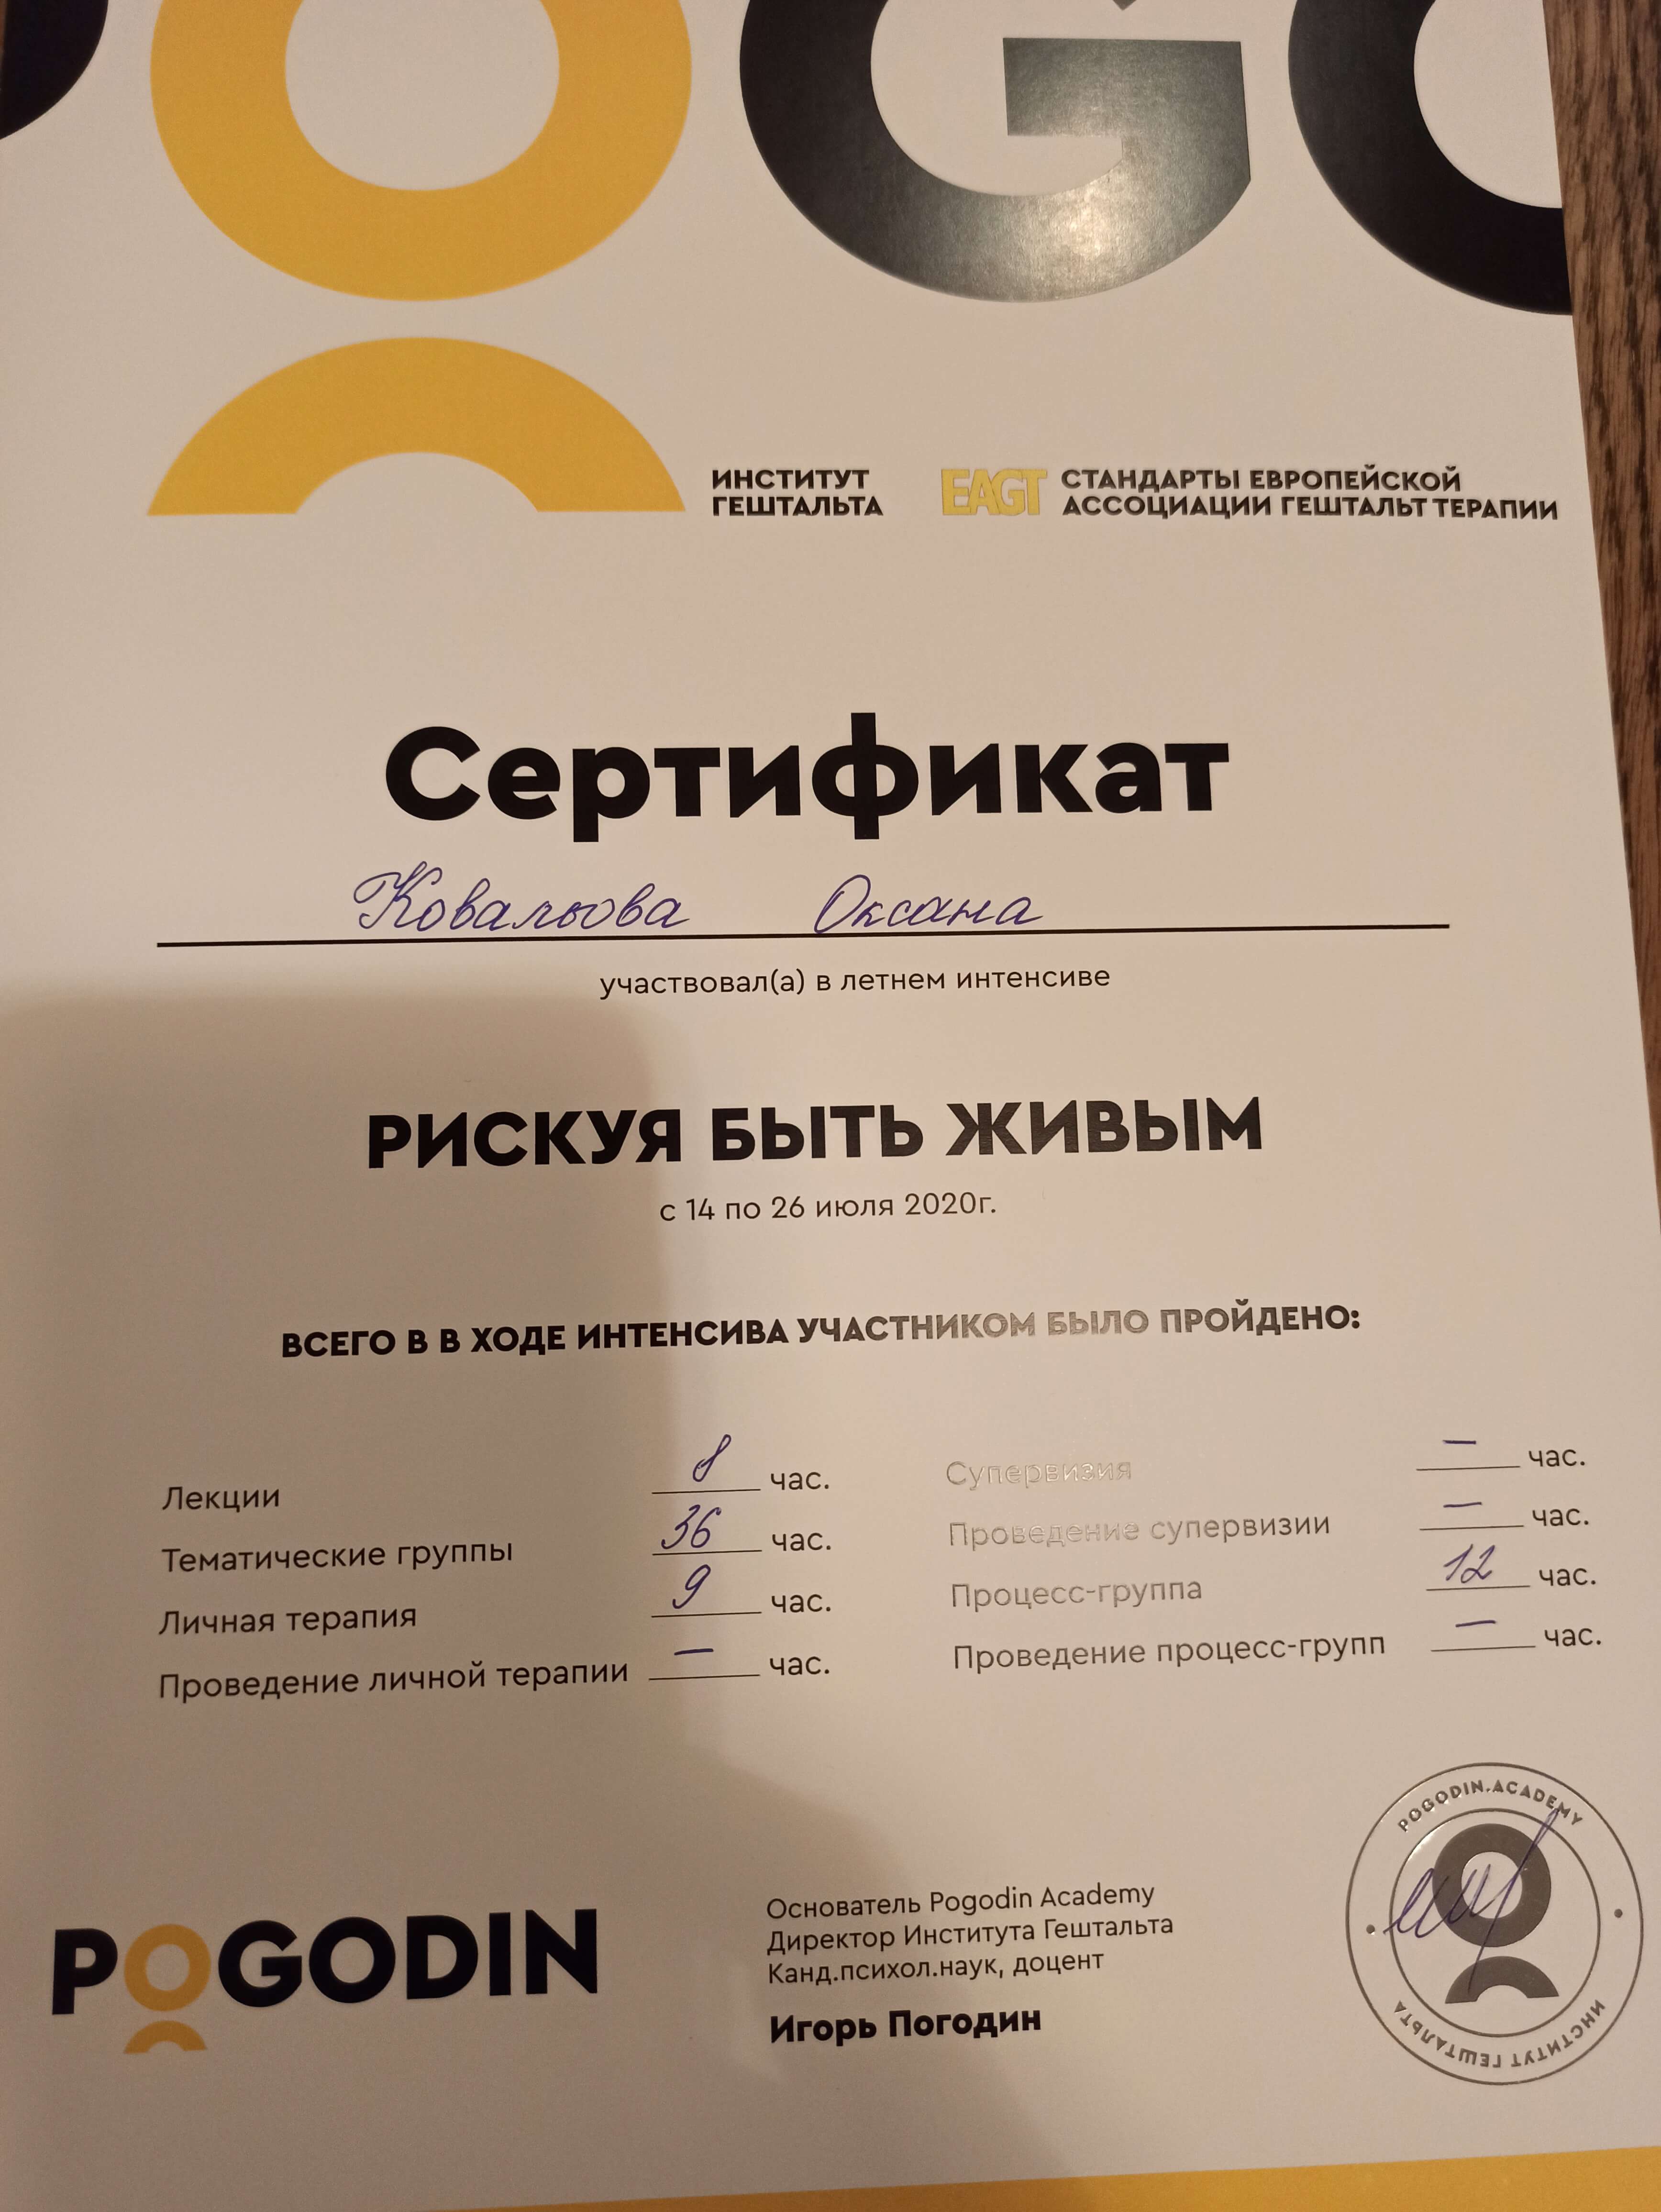 POGO
ИНСТИТУТ
ГЕШТАЛЬТА
EAGT СТАНДАРТЫ ЕВРОПЕЙСКОЙ
АССОЦИАЦИИ ГЕШТАЛЬТ ТЕРАПИИ
Сертификат
Ковальова Оксана
участвовал(а) в летнем интенсиве
РИСКУЯ БЫТЬ ЖИВЫМ
с 14 по 26 июля 2020г.
ВСЕГО В В ХОДЕ ИНТЕНСИВА УЧАСТНИКОМ БЫЛО ПРОЙДЕНО:
Лекции 8 час.
Тематические группы 36 час.
Личная терапия 9 час.
Проведение личной терапии — час.
Супервизия — час.
Проведение супервизии — час.
Процесс-группа 12 час.
Проведение процесс-групп — час.
POGODIN
Основатель Pogodin Academy
Директор Института Гештальта
Канд.психол.наук, доцент
Игорь Погодин
POGODIN.ACADEMY
ИНСТИТУТ ГЕШТАЛЬТА